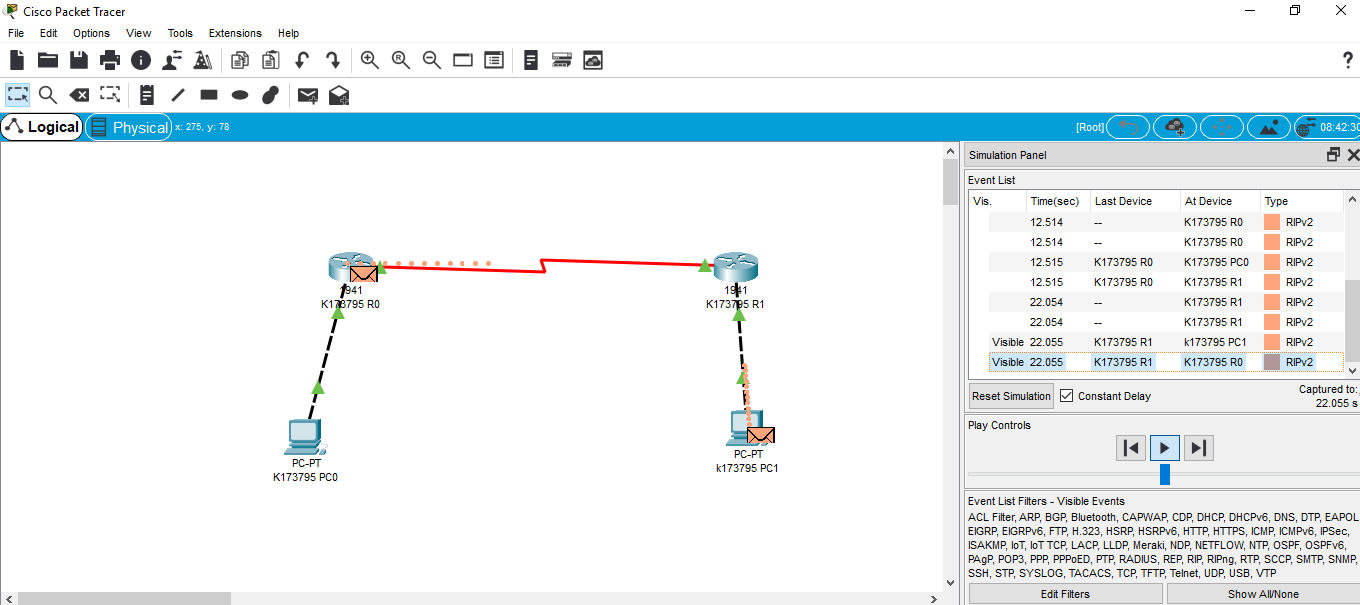 Cisco Packet Tracer
File Edit Options View Tools Extensions Help
Logical Physical x: 275, y: 78 [Root] 08:42:30
1941
K173795 R0
1941
K173795 R1
PC-PT
K173795 PC0
PC-PT
k173795 PC1
Simulation Panel
Event List
Vis. Time(sec) Last Device At Device Type
12.514 -- K173795 R0 RIPv2
12.514 -- K173795 R0 RIPv2
12.515 K173795 R0 K173795 PC0 RIPv2
12.515 K173795 R0 K173795 R1 RIPv2
22.054 -- K173795 R1 RIPv2
22.054 -- K173795 R1 RIPv2
Visible 22.055 K173795 R1 k173795 PC1 RIPv2
Visible 22.055 K173795 R1 K173795 R0 RIPv2
Reset Simulation Constant Delay Captured to:
22.055 s
Play Controls
Event List Filters - Visible Events
ACL Filter, ARP, BGP, Bluetooth, CAPWAP, CDP, DHCP, DHCPv6, DNS, DTP, EAPOL
EIGRP, EIGRPv6, FTP, H.323, HSRP, HSRPv6, HTTP, HTTPS, ICMP, ICMPv6, IPSec,
ISAKMP, IoT, IoT TCP, LACP, LLDP, Meraki, NDP, NETFLOW, NTP, OSPF, OSPFv6,
PAgP, POP3, PPP, PPPoED, PTP, RADIUS, REP, RIP, RIPng, RTP, SCCP, SMTP, SNMP,
SSH, STP, SYSLOG, TACACS, TCP, TFTP, Telnet, UDP, USB, VTP
Edit Filters Show All/None